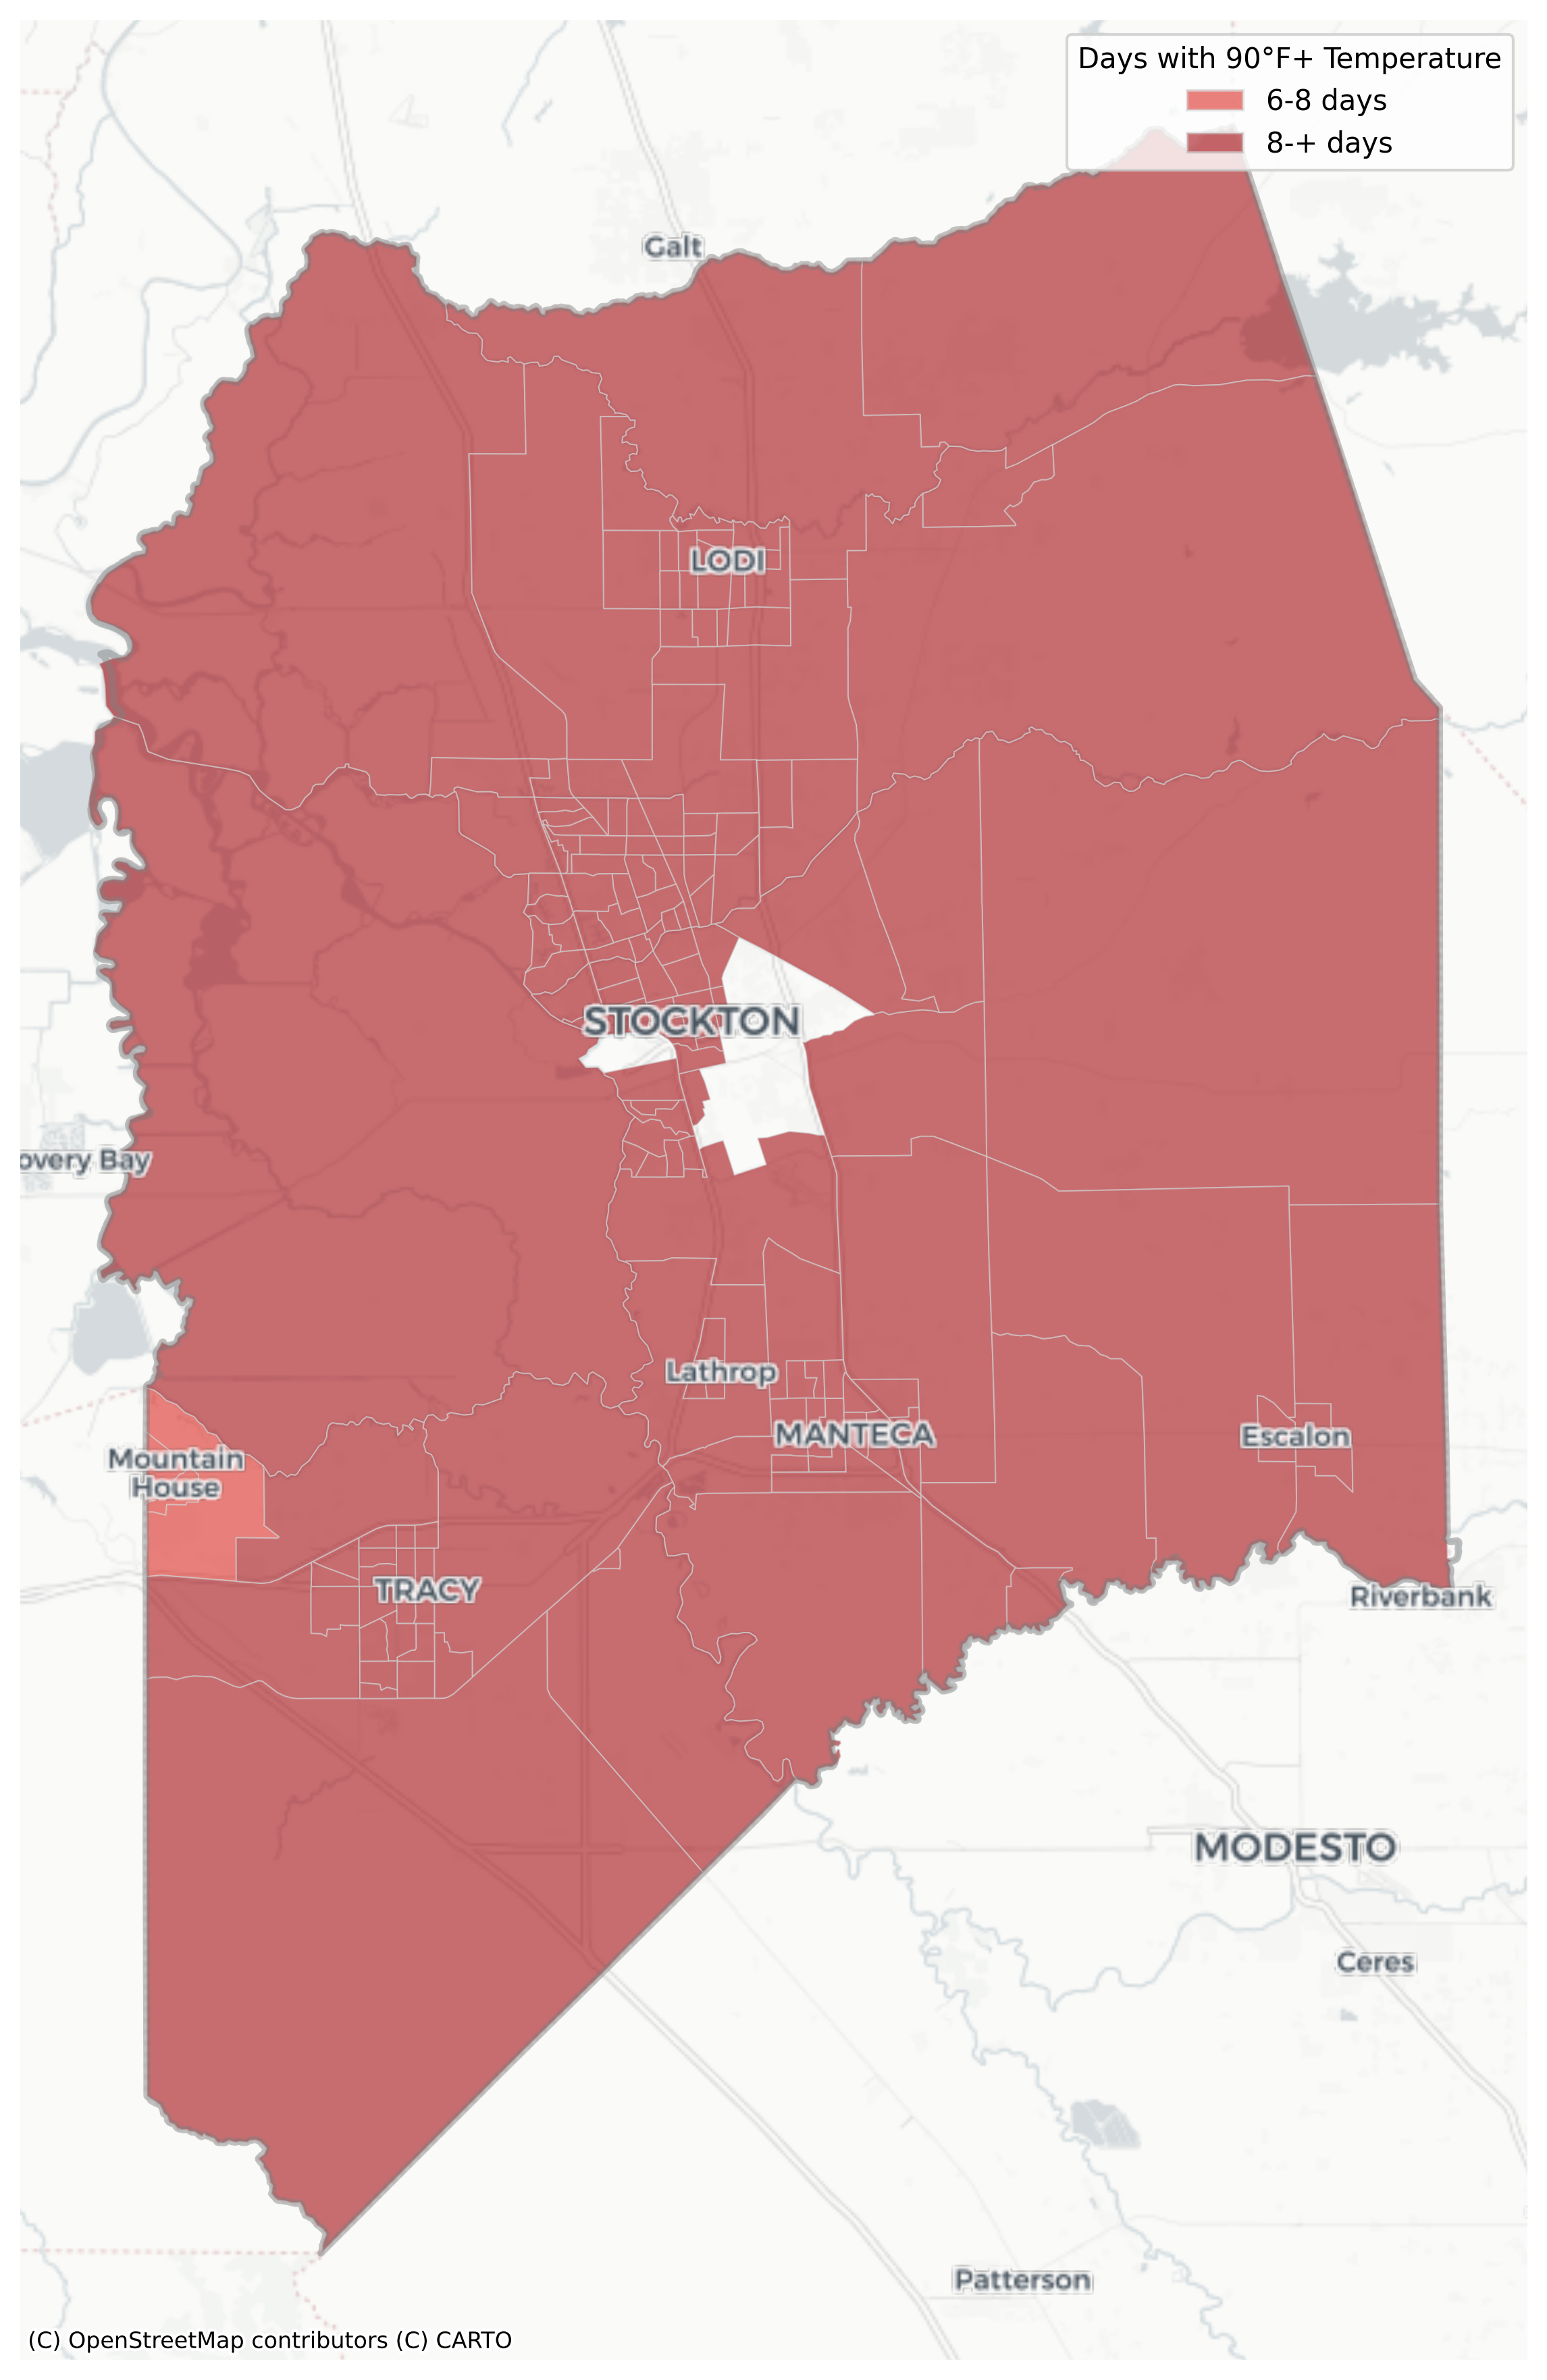 Days with 90°F+ Temperature
6-8 days
8-+ days
Galt
LODI
STOCKTON
overy Bay
Lathrop
MANTECA
Escalon
Mountain
House
TRACY
Riverbank
MODESTO
Ceres
Patterson
(C) OpenStreetMap contributors (C) CARTO